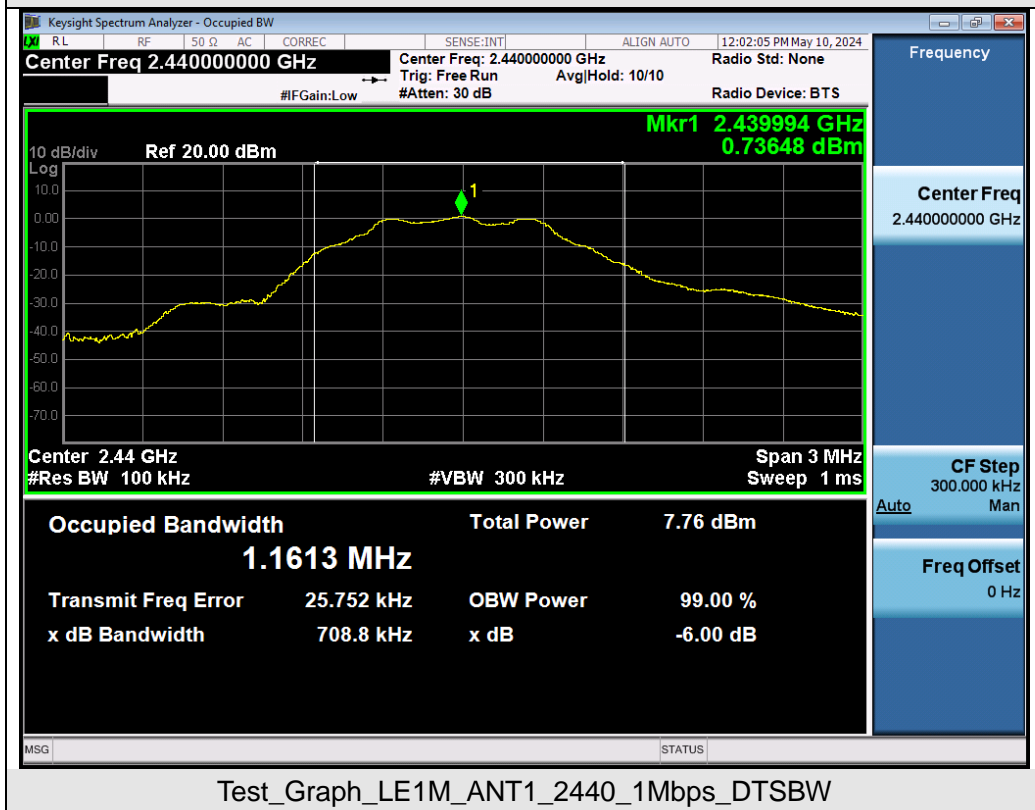 Keysight Spectrum Analyzer - Occupied BW
LXI RL RF 50 Ω AC CORREC SENSE:INT ALIGN AUTO 12:02:05 PM May 10, 2024
Center Freq 2.440000000 GHz
Center Freq: 2.440000000 GHz
Radio Std: None
Trig: Free Run Avg|Hold: 10/10
#IFGain:Low
#Atten: 30 dB
Radio Device: BTS
Frequency
Mkr1 2.439994 GHz
0.73648 dBm
10 dB/div Ref 20.00 dBm
Log
10.0
0.00
-10.0
-20.0
-30.0
-40.0
-50.0
-60.0
-70.0
1
Center 2.44 GHz
Span 3 MHz
#Res BW 100 kHz
#VBW 300 kHz
Sweep 1 ms
Center Freq
2.440000000 GHz
CF Step
300.000 kHz
Auto Man
Freq Offset
0 Hz
Occupied Bandwidth
Total Power 7.76 dBm
1.1613 MHz
Transmit Freq Error 25.752 kHz OBW Power 99.00 %
x dB Bandwidth 708.8 kHz x dB -6.00 dB
MSG
STATUS
Test_Graph_LE1M_ANT1_2440_1Mbps_DTSBW